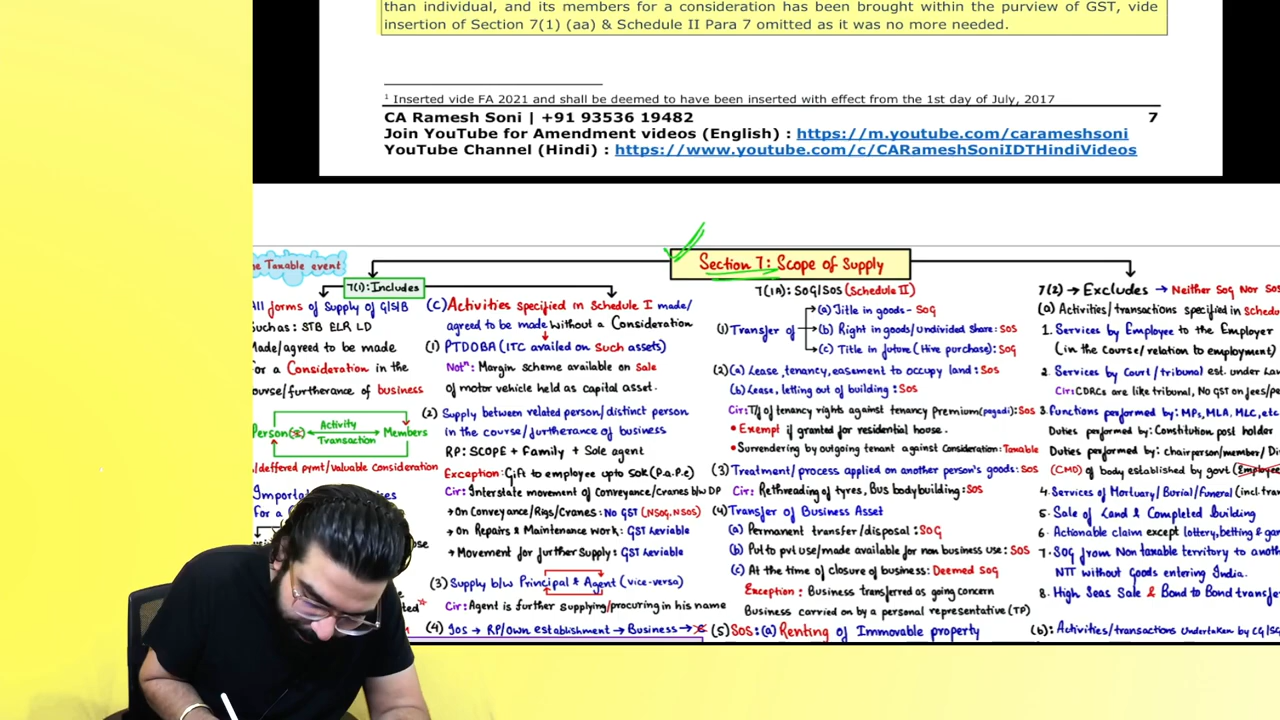 than individual, and its members for a consideration has been brought within the purview of GST, vide
insertion of Section 7(1) (aa) & Schedule II Para 7 omitted as it was no more needed.
1 Inserted vide FA 2021 and shall be deemed to have been inserted with effect from the 1st day of July, 2017
CA Ramesh Soni | +91 93536 19482
7
Join YouTube for Amendment videos (English) : https://m.youtube.com/carameshsoni
YouTube Channel (Hindi) : https://www.youtube.com/c/CARameshSoniIDTHindiVideos
Section 7: Scope of Supply
Taxable event
7(1): Includes
All forms of Supply of G/S/B
Such as: STB ELR LD
Made/agreed to be made
For a Consideration in the
course/furtherance of business
Person
Activity
Transaction
Members
/deffered pymt/Valuable Consideration
(C) Activities specified in Schedule I made/
agreed to be made without a Consideration
(1) PTDOBA (ITC availed on Such assets)
Notⁿ: Margin scheme available on Sale
of motor vehicle held as capital asset.
(2) Supply between related person/distinct person
in the course/furtherance of business
RP: SCOPE + Family + Sole agent
Exception: Gift to employee upto 50K (P.a.P.e)
Cir: Interstate movement of Conveyance/Cranes b/w DP
→ On Conveyance/Rigs/Cranes: No GST (NSOG, NSOS)
→ On Repairs & Maintenance work: GST Leviable
→ Movement for further Supply: GST Leviable
(3) Supply b/w Principal & Agent (vice-versa)
Cir: Agent is further supplying/procuring in his name
(4) Ios → RP/Own establishment → Business →
7(1A): SOG/SOS (Schedule II)
(1) Transfer of
(a) Title in goods - SOG
(b) Right in goods/undivided share: SOS
(c) Title in future (Hire purchase): SOG
(2) (a) Lease, tenancy, easement to occupy land: SOS
(b) Lease, letting out of building: SOS
Cir: T/f of tenancy rights against tenancy Premium (pagadi): SOS
• Exempt if granted for residential house.
• Surrendering by outgoing tenant against Consideration: Taxable
(3) Treatment/process applied on another person's goods: SOS
Cir: Rethreading of tyres, Bus bodybuilding: SOS
(4) Transfer of Business Asset
(a) Permanent transfer/disposal: SOG
(b) Put to pvt use/made available for non business use: SOS
(c) At the time of closure of business: Deemed SOG
Exception: Business transferred as going concern
Business carried on by a personal representative (TP)
(5) SOS: (a) Renting of Immovable property
7(2) → Excludes → Neither SOG Nor SOS
(a) Activities/transactions specified in
1. Services by Employee to the Employer
(in the course/relation to employment)
2. Services by Court/tribunal est. under
Cir: CDRCs are like tribunal, No GST on
3. Functions performed by: MPs, MLA, MLC, etc
Duties performed by: Constitution post holder
Duties performed by: chairperson/member/
(CMD) of body established by govt
4. Services of Mortuary/Burial/Funeral
5. Sale of Land & Completed Building
6. Actionable claim except lottery, betting &
7. SOG from Non taxable territory to
NTT without Goods entering India.
8. High Seas Sale & Bond to Bond
(b): Activities/transactions Undertaken by